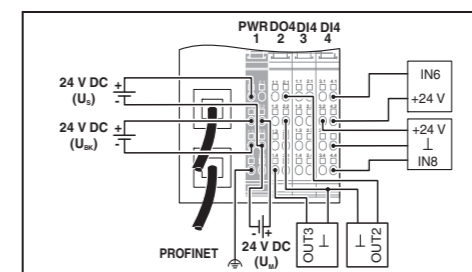 PWR DO4 DI4 DI4
1 2 3 4
24 V DC
(US)
+
-
24 V DC
(UBK)
+
-
IN6
+24 V
+24 V
⊥
IN8
- +
24 V DC
(UM)
PROFINET
OUT3
⊥
⊥
OUT2